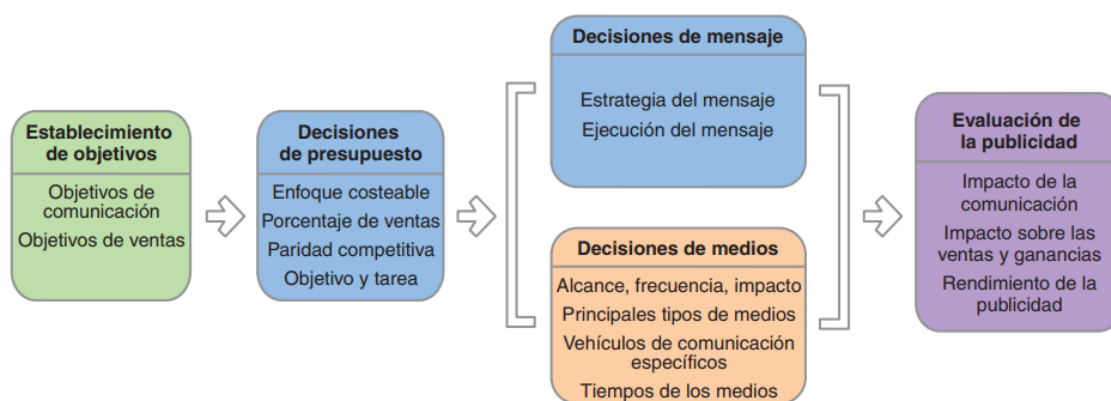 Establecimiento
de objetivos
Objetivos de
comunicación
Objetivos de ventas
Decisiones
de presupuesto
Enfoque costeable
Porcentaje de ventas
Paridad competitiva
Objetivo y tarea
Decisiones de mensaje
Estrategia del mensaje
Ejecución del mensaje
Decisiones de medios
Alcance, frecuencia, impacto
Principales tipos de medios
Vehículos de comunicación
específicos
Tiempos de los medios
Evaluación de
la publicidad
Impacto de la
comunicación
Impacto sobre las
ventas y ganancias
Rendimiento de la
publicidad